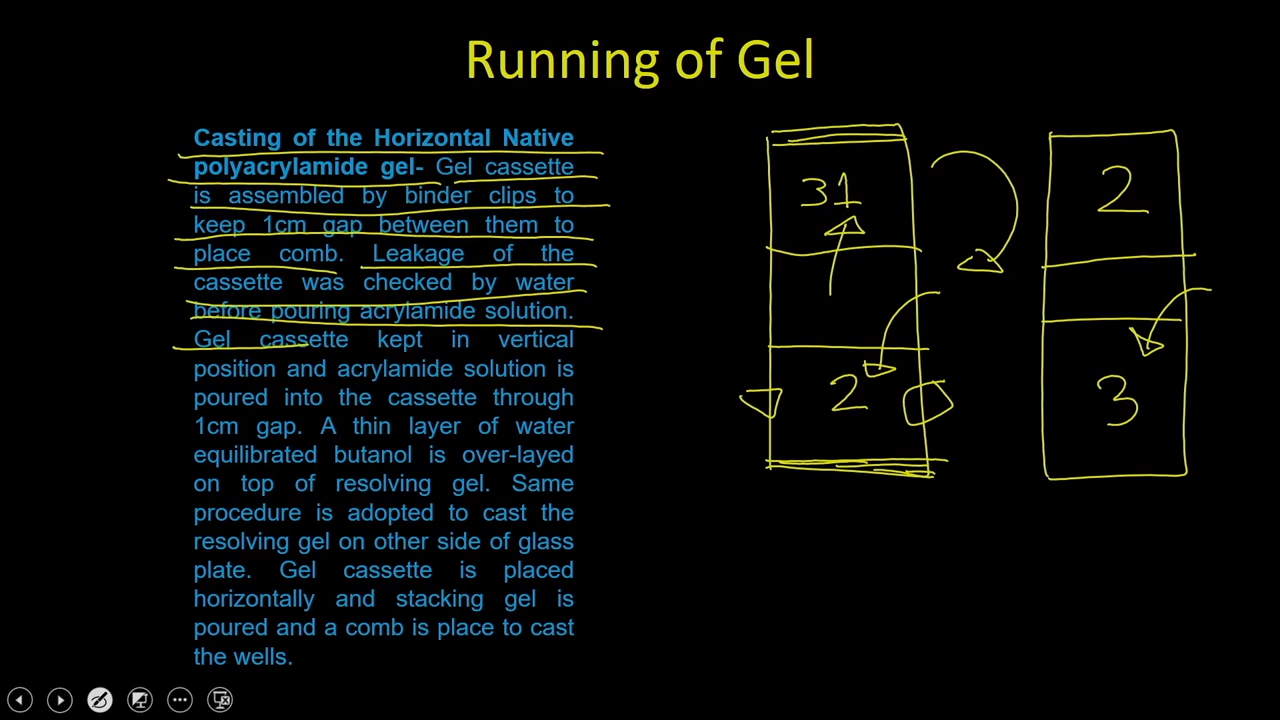 Running of Gel
Casting of the Horizontal Native
polyacrylamide gel- Gel cassette
is assembled by binder clips to
keep 1cm gap between them to
place comb. Leakage of the
cassette was checked by water
before pouring acrylamide solution.
Gel cassette kept in vertical
position and acrylamide solution is
poured into the cassette through
1cm gap. A thin layer of water
equilibrated butanol is over-layed
on top of resolving gel. Same
procedure is adopted to cast the
resolving gel on other side of glass
plate. Gel cassette is placed
horizontally and stacking gel is
poured and a comb is place to cast
the wells.
31
2
2
3